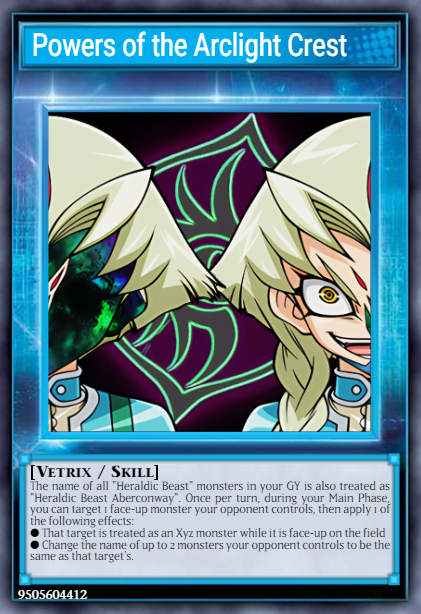 Powers of the Arclight Crest
[VETRIX / SKILL]
The name of all "Heraldic Beast" monsters in your GY is also treated as
"Heraldic Beast Aberconway". Once per turn, during your Main Phase,
you can target 1 face-up monster your opponent controls, then apply 1 of
the following effects:
● That target is treated as an Xyz monster while it is face-up on the field
● Change the name of up to 2 monsters your opponent controls to be the
same as that target's.
9505604412